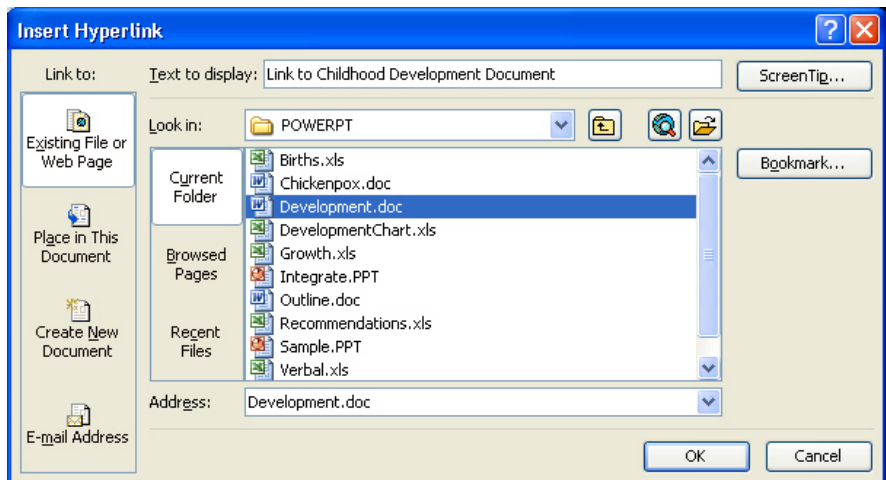 Insert Hyperlink
Link to:
Text to display: Link to Childhood Development Document
ScreenTip...
Existing File or
Web Page
Place in This
Document
Create New
Document
E-mail Address
Look in: POWERPT
Current
Folder
Browsed
Pages
Recent
Files
Births.xls
Chickenpox.doc
Development.doc
DevelopmentChart.xls
Growth.xls
Integrate.PPT
Outline.doc
Recommendations.xls
Sample.PPT
Verbal.xls
Bookmark...
Address: Development.doc
OK
Cancel